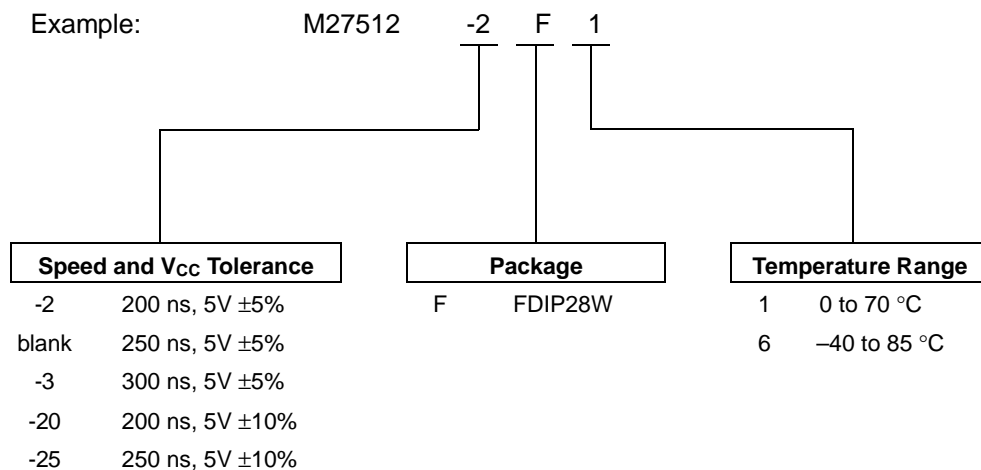 Example: M27512 -2 F 1
Speed and VCC Tolerance
-2 200 ns, 5V ±5%
blank 250 ns, 5V ±5%
-3 300 ns, 5V ±5%
-20 200 ns, 5V ±10%
-25 250 ns, 5V ±10%
Package
F FDIP28W
Temperature Range
1 0 to 70 °C
6 –40 to 85 °C